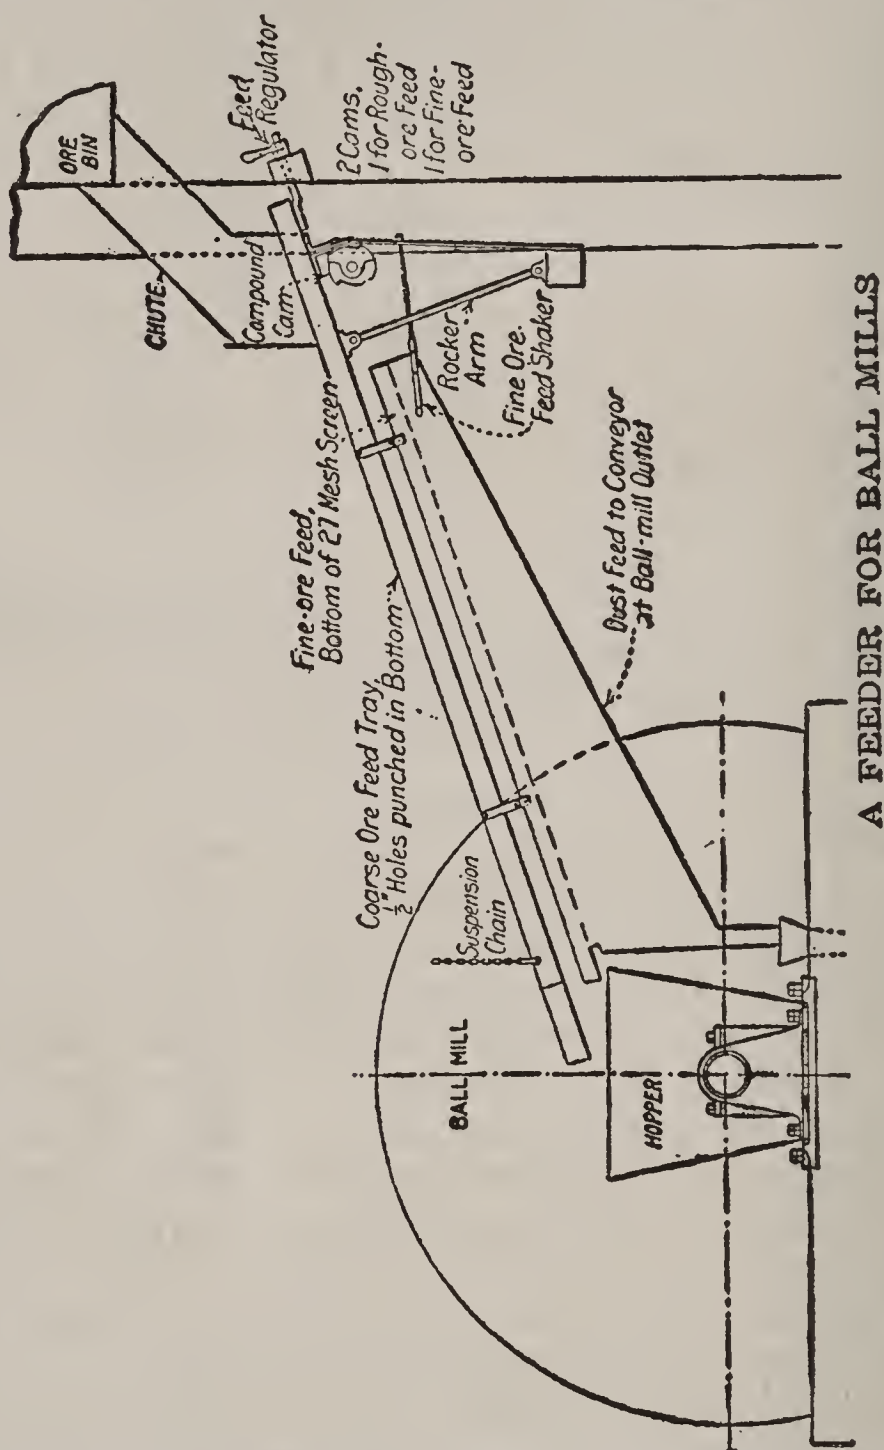 ORE
BIN
Feed
Regulator
2 Cams.
1 for Rough-
ore Feed
1 for Fine-
ore Feed
CHUTE
Compound
Cam
Rocker
Arm
Fine Ore-
Feed Shaker
Fine-ore Feed,
Bottom of 27 Mesh Screen
Coarse Ore Feed Tray,
½" Holes punched in Bottom
Dust Feed to Conveyor
at Ball-mill Outlet
Suspension
Chain
BALL MILL
HOPPER
A FEEDER FOR BALL MILLS